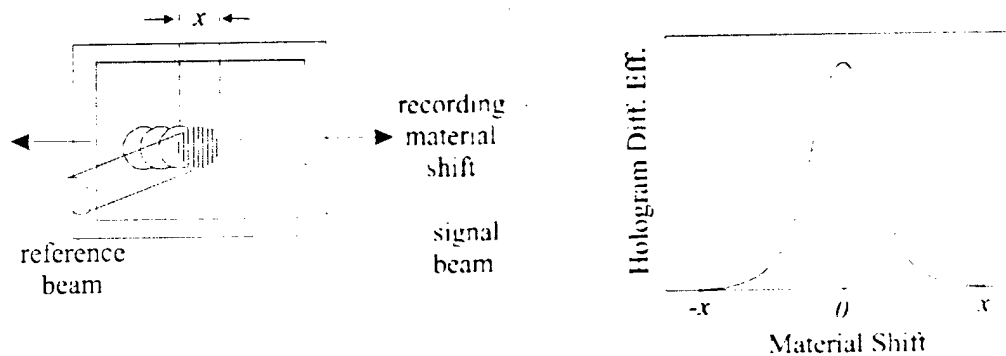 x
recording
material
shift
reference
beam
signal
beam
Hologram Diff. Eff.
-x
0
x
Material Shift